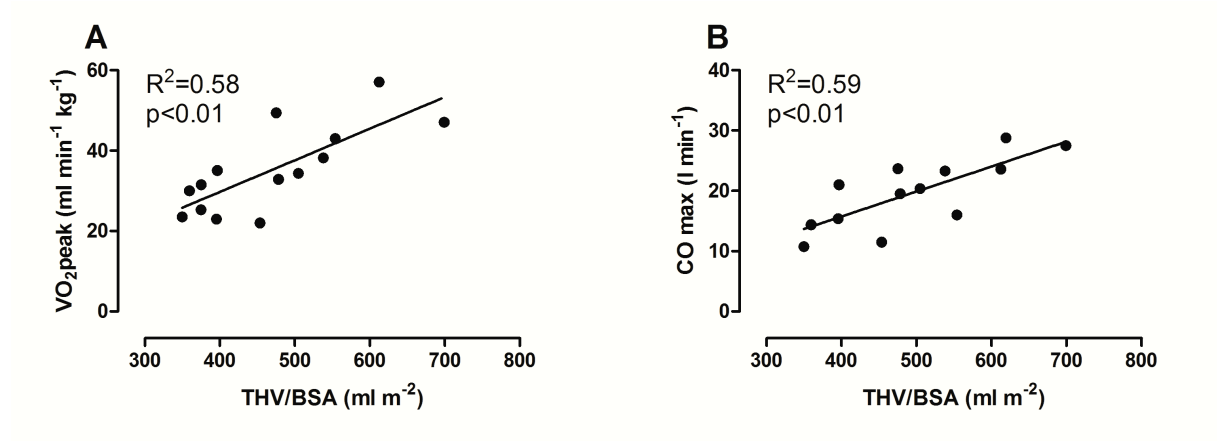 A
R²=0.58
p<0.01
VO₂peak (ml min⁻¹ kg⁻¹)
60
40
20
0
300 400 500 600 700 800
THV/BSA (ml m⁻²)
B
R²=0.59
p<0.01
CO max (l min⁻¹)
40
30
20
10
0
300 400 500 600 700 800
THV/BSA (ml m⁻²)